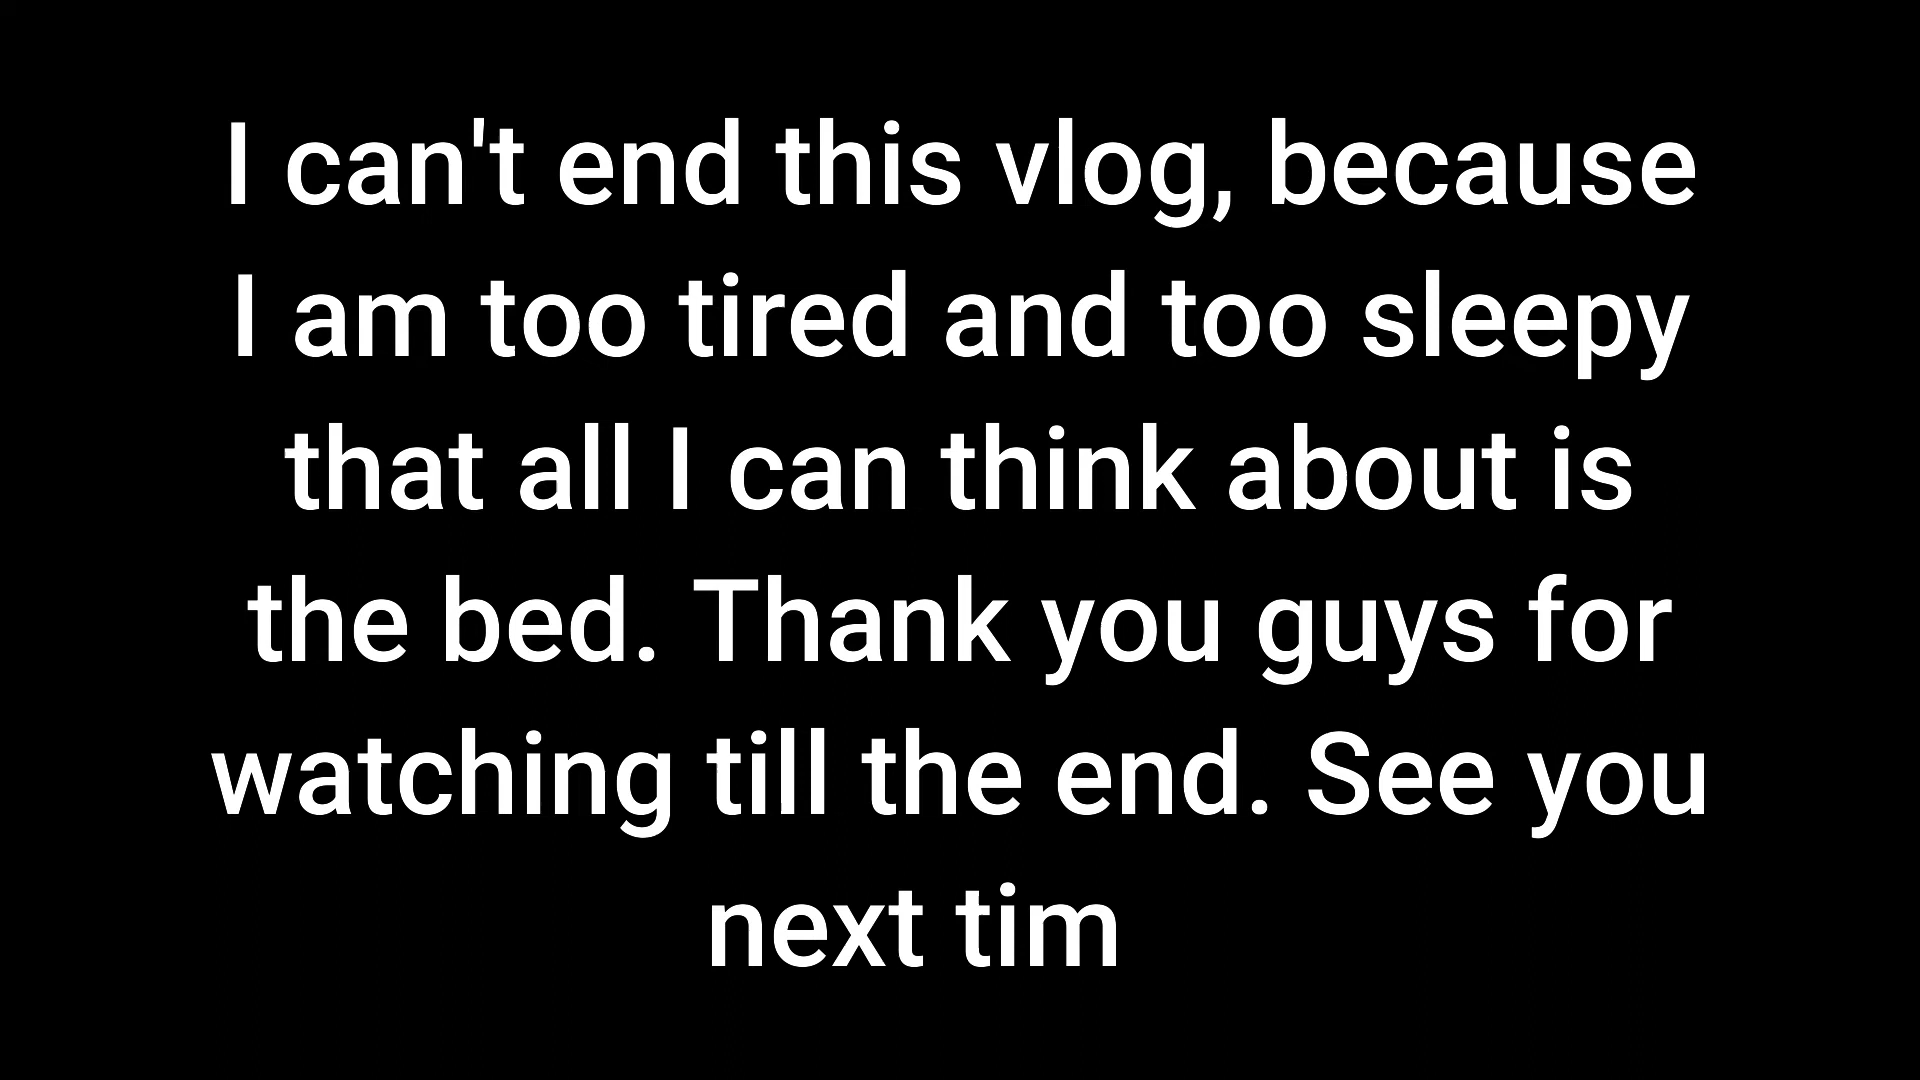 I can't end this vlog, because
I am too tired and too sleepy
that all I can think about is
the bed. Thank you guys for
watching till the end. See you
next tim